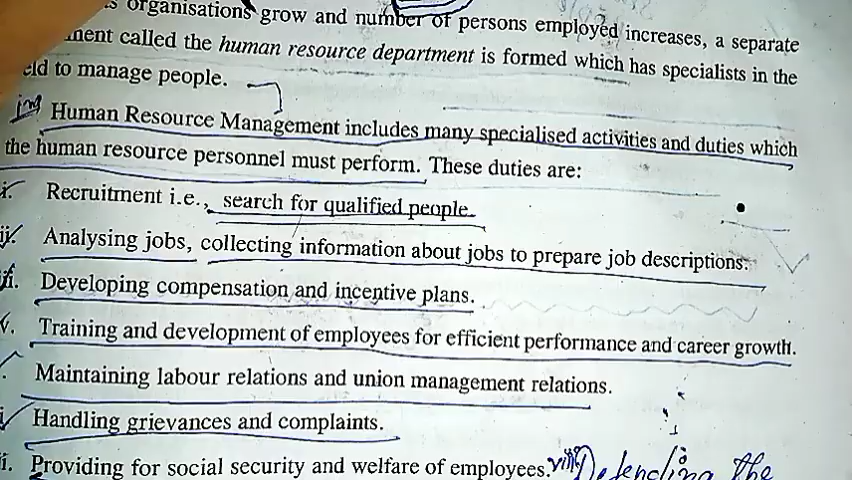 organisations grow and number of persons employed increases, a separate
called the human resource department is formed which has specialists in the
to manage people.
Human Resource Management includes many specialised activities and duties which
the human resource personnel must perform. These duties are:
i. Recruitment i.e., search for qualified people.
ii. Analysing jobs, collecting information about jobs to prepare job descriptions.
Developing compensation and incentive plans.
Training and development of employees for efficient performance and career growth.
Maintaining labour relations and union management relations.
Handling grievances and complaints.
Providing for social security and welfare of employees. viii) Defending the